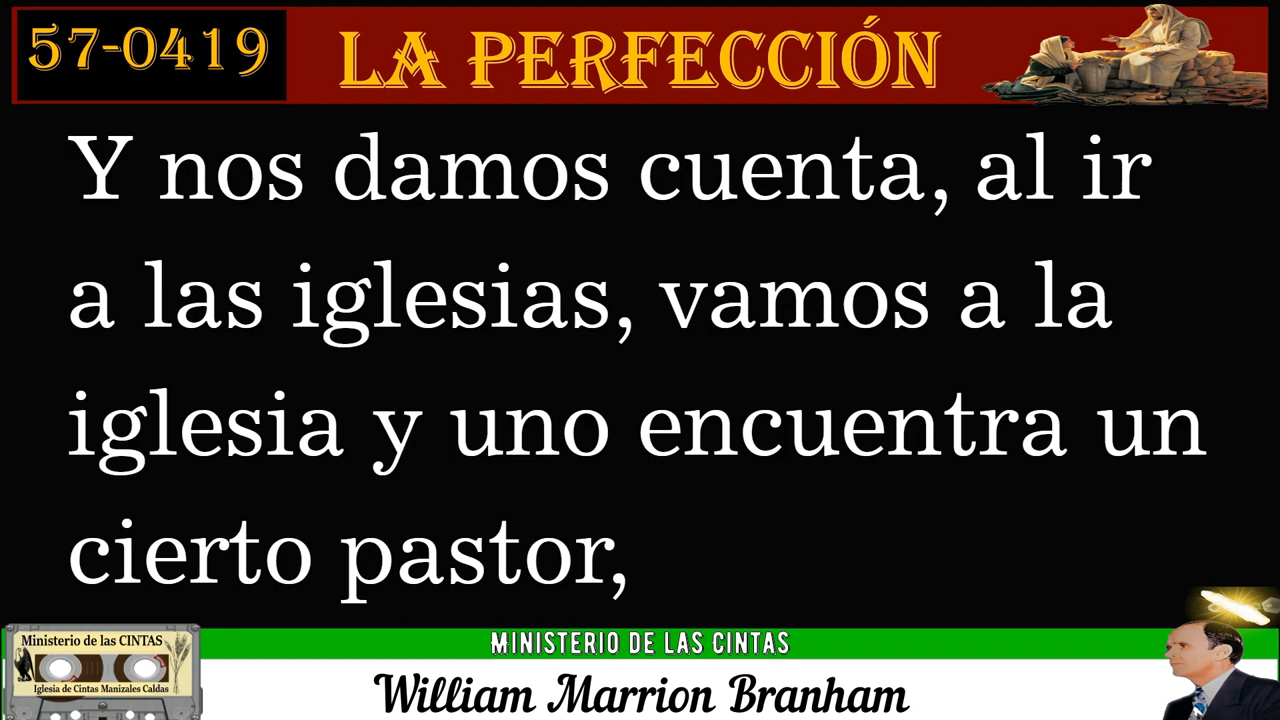 57-0419
LA PERFECCIÓN
Y nos damos cuenta, al ir
a las iglesias, vamos a la
iglesia y uno encuentra un
cierto pastor,
Ministerio de las CINTAS
Iglesia de Cintas Manizales Caldas
MINISTERIO DE LAS CINTAS
William Marrion Branham